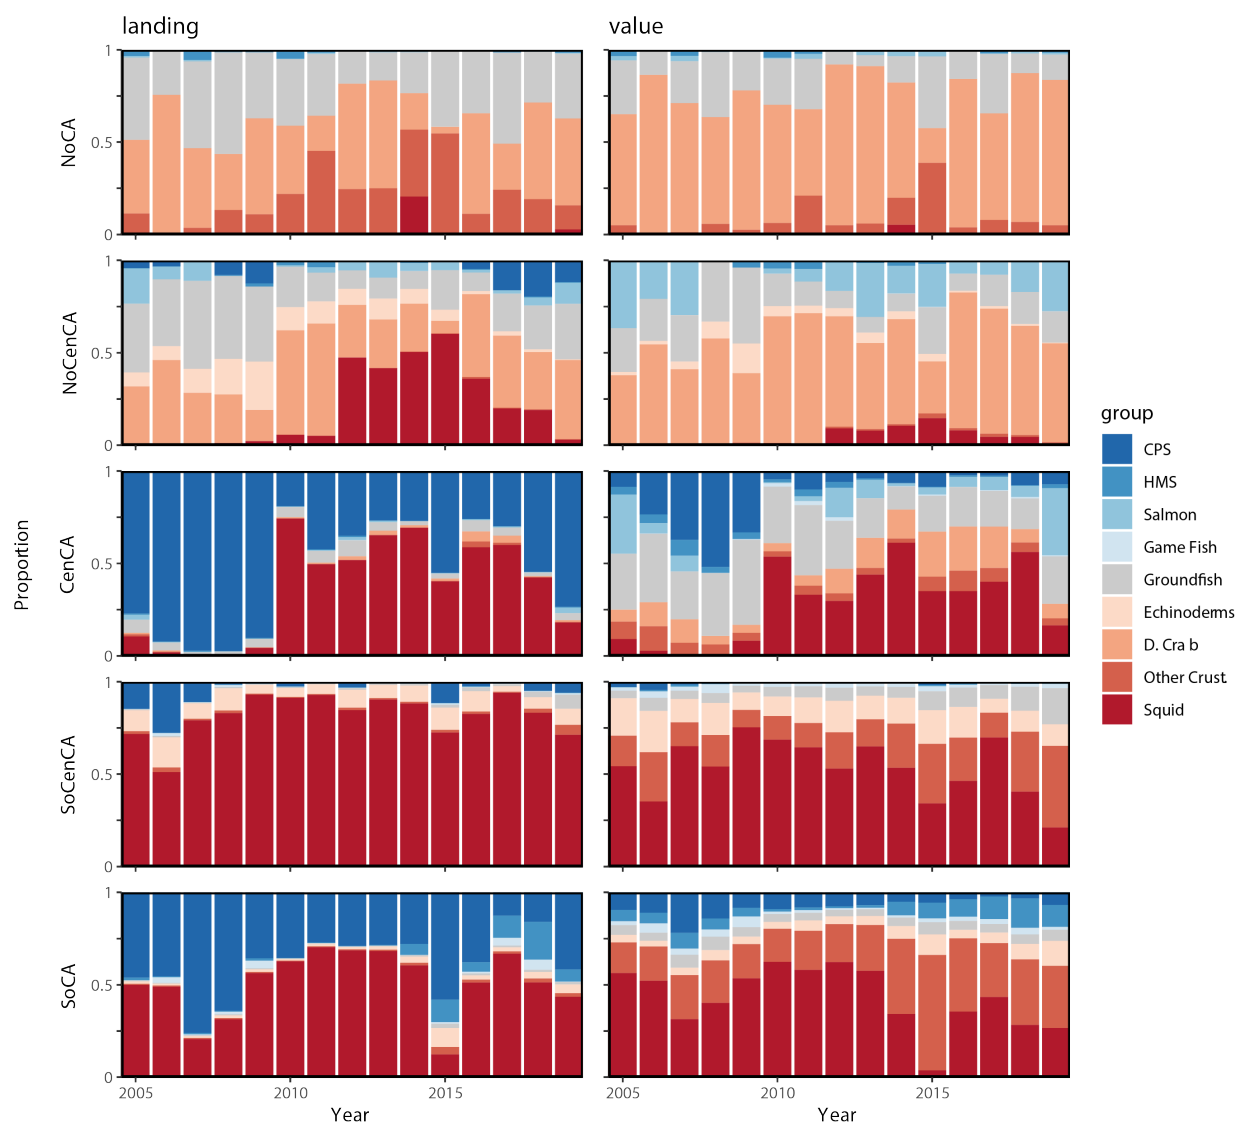 landing
value
1
0.5
0
NoCA
1
0.5
0
NoCenCA
1
0.5
0
CenCA
1
0.5
0
SoCenCA
1
0.5
0
SoCA
Proportion
2005 2010 2015
2005 2010 2015
Year
Year
group
CPS
HMS
Salmon
Game Fish
Groundfish
Echinoderms
D. Cra b
Other Crust.
Squid